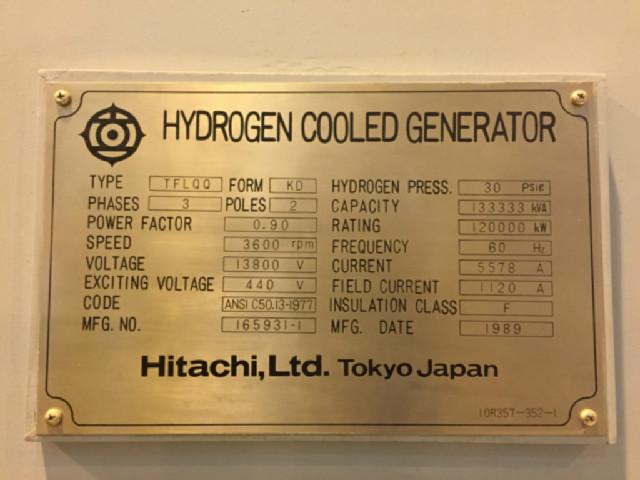 HYDROGEN COOLED GENERATOR
TYPE TFLQQ FORM KD HYDROGEN PRESS. 30 PSIG
PHASES 3 POLES 2 CAPACITY 133333 kVA
POWER FACTOR 0.90 RATING 120000 kW
SPEED 3600 rpm FREQUENCY 60 Hz
VOLTAGE 13800 V CURRENT 5578 A
EXCITING VOLTAGE 440 V FIELD CURRENT 1120 A
CODE ANSI C50.13-1977 INSULATION CLASS F
MFG. NO. 165931-1 MFG. DATE 1989
Hitachi, Ltd. Tokyo Japan
10R357-352-1